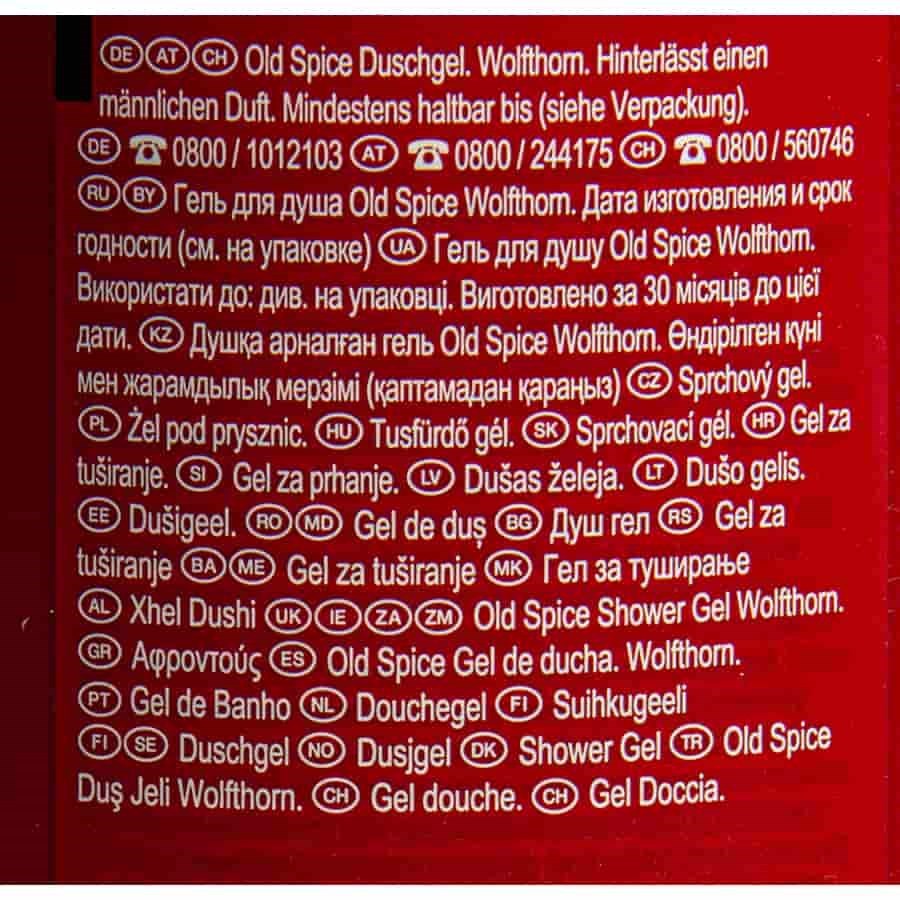 DE AT CH Old Spice Duschgel. Wolfthorn. Hinterlässt einen
männlichen Duft. Mindestens haltbar bis (siehe Verpackung).
DE ☎ 0800 / 1012103 AT ☎ 0800 / 244175 CH ☎ 0800 / 560746
RU BY Гель для душа Old Spice Wolfthorn. Дата изготовления и срок
годности (см. на упаковке) UA Гель для душу Old Spice Wolfthorn.
Використати до: див. на упаковці. Виготовлено за 30 місяців до цієї
дати. KZ Душқа арналған гель Old Spice Wolfthorn. Өндірілген күні
мен жарамдылық мерзімі (қаптамадан қараңыз) CZ Sprchový gel.
PL Żel pod prysznic. HU Tusfürdő gél. SK Sprchovací gél. HR Gel za
tuširanje. SI Gel za prhanje. LV Dušas želeja. LT Dušo gelis.
EE Dušigeel. RO MD Gel de duș BG Душ гел RS Gel za
tuširanje BA ME Gel za tuširanje MK Гел за туширање
AL Xhel Dushi UK IE ZA ZM Old Spice Shower Gel Wolfthorn.
GR Αφροντούς ES Old Spice Gel de ducha. Wolfthorn.
PT Gel de Banho NL Douchegel FI Suihkugeeli
FI SE Duschgel NO Dusjgel DK Shower Gel TR Old Spice
Duş Jeli Wolfthorn. CH Gel douche. CH Gel Doccia.